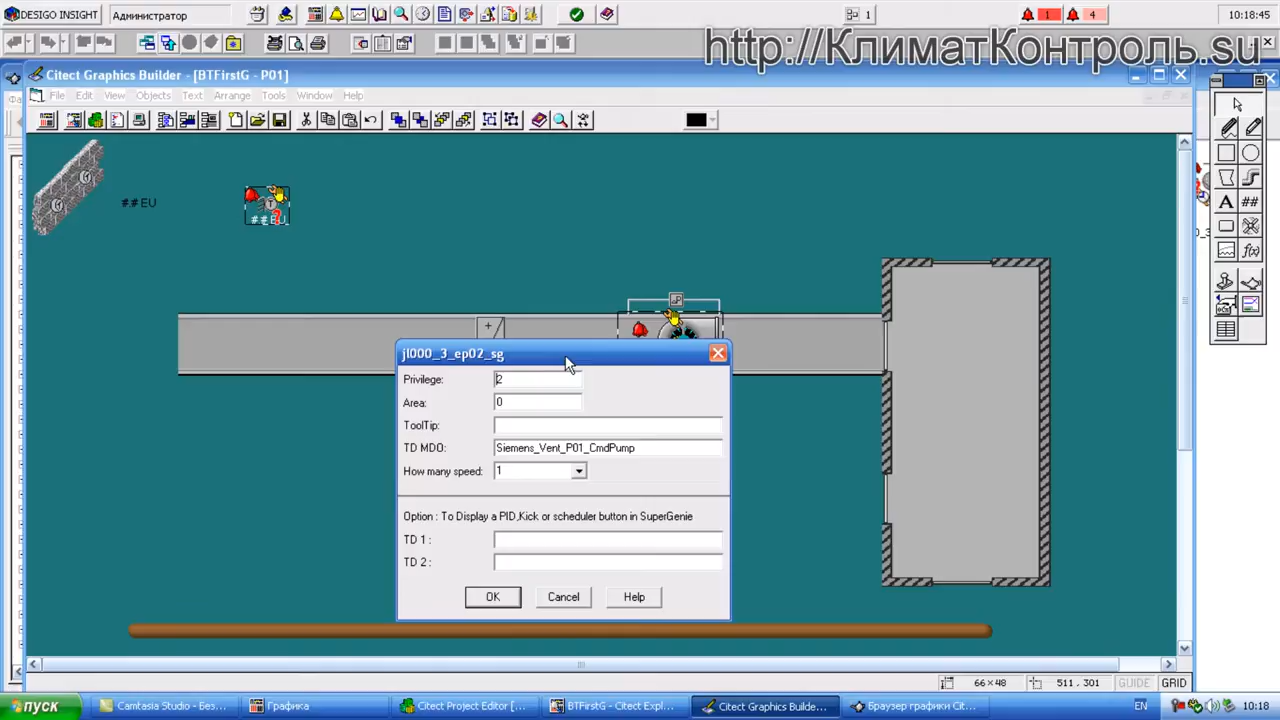 DESIGO INSIGHT
Администратор
1
1
4
10:18:45
http://КлиматКонтроль.su
Citect Graphics Builder - [BTFirstG - P01]
File Edit View Objects Text Arrange Tools Window Help
##EU
##EU
jl000_3_ep02_sg
Privilege: 2
Area: 0
ToolTip:
TD MDO: Siemens_Vent_P01_CmdPump
How many speed: 1
Option : To Display a PID,Kick or scheduler button in SuperGenie
TD 1 :
TD 2 :
OK Cancel Help
66×48 511, 301 GUIDE GRID
пуск Camtasia Studio - Без... Графика Citect Project Editor [... BTFirstG - Citect Expl... Citect Graphics Builde... Браузер графики Cit... EN 10:18